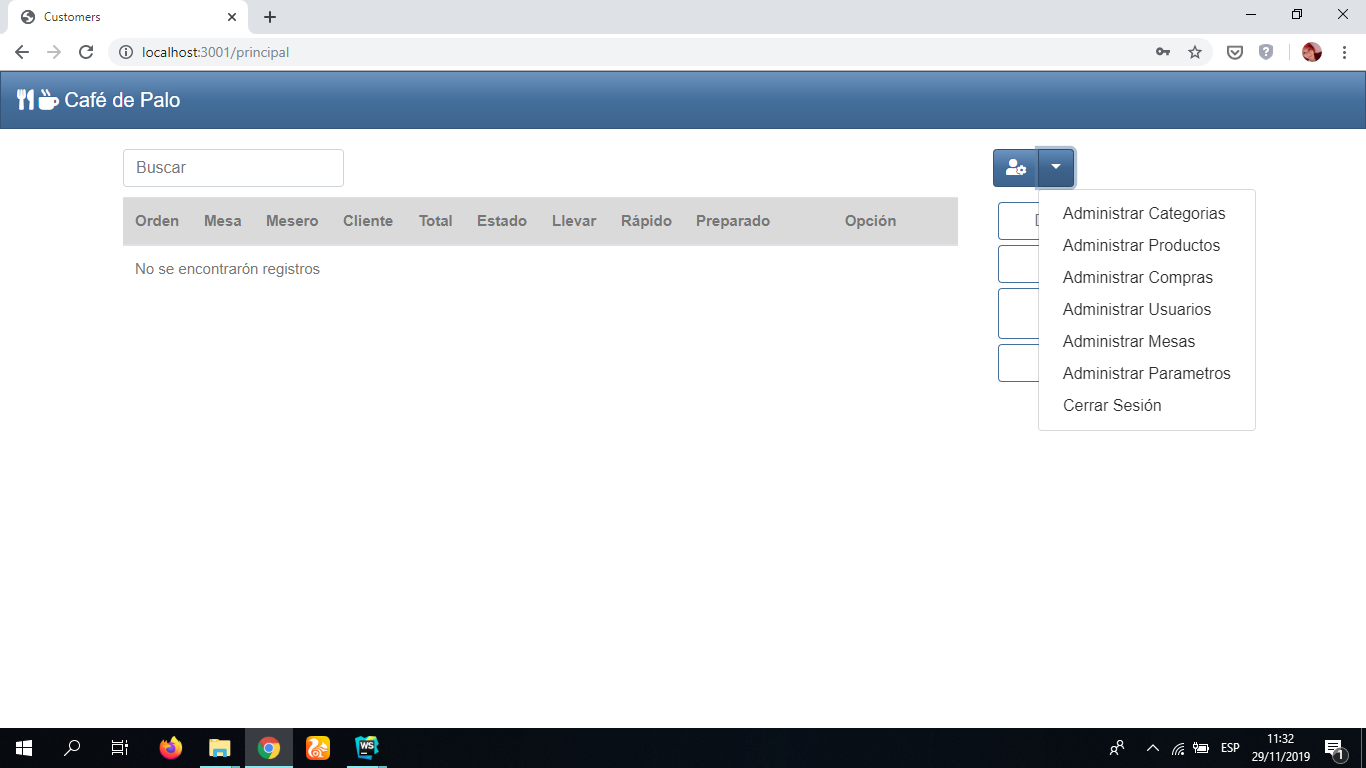 Customers
localhost:3001/principal
Café de Palo
Buscar
Orden Mesa Mesero Cliente Total Estado Llevar Rápido Preparado Opción
No se encontrarón registros
Administrar Categorias
Administrar Productos
Administrar Compras
Administrar Usuarios
Administrar Mesas
Administrar Parametros
Cerrar Sesión
WS
ESP
11:32
29/11/2019
1